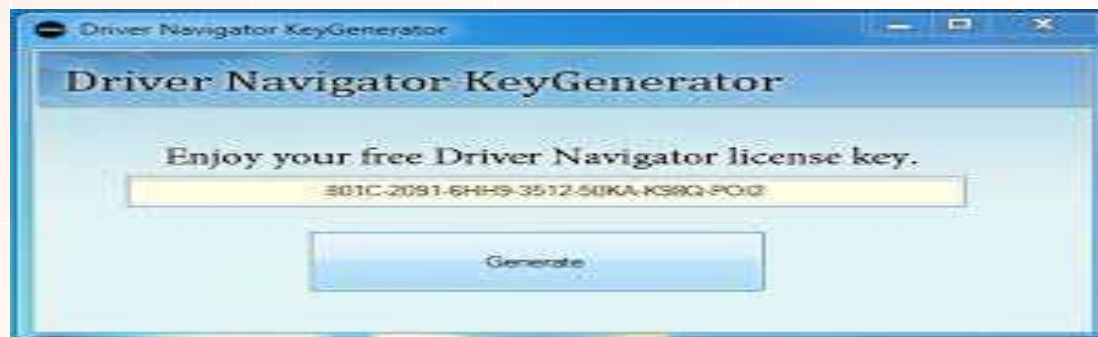 Driver Navigator KeyGenerator
Driver Navigator KeyGenerator
Enjoy your free Driver Navigator license key.
Generate